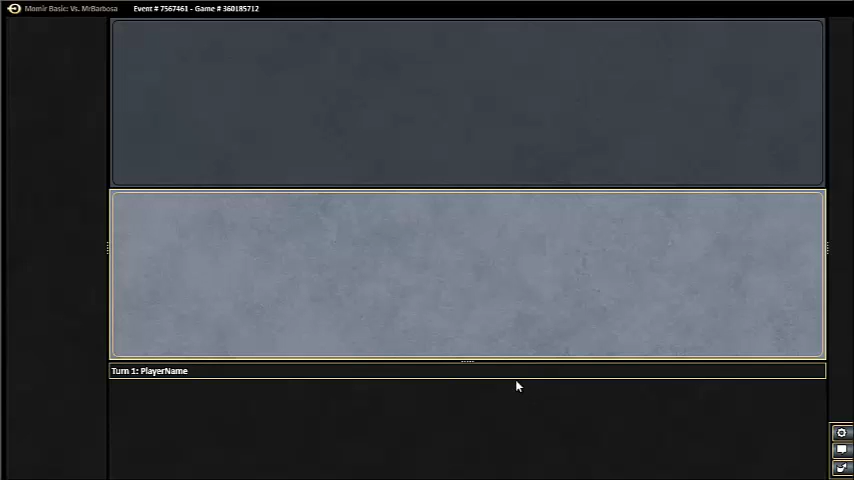 Momir Basic: Vs. MrBarbosa
Event # 7567461 - Game # 360185712
Turn 1: PlayerName